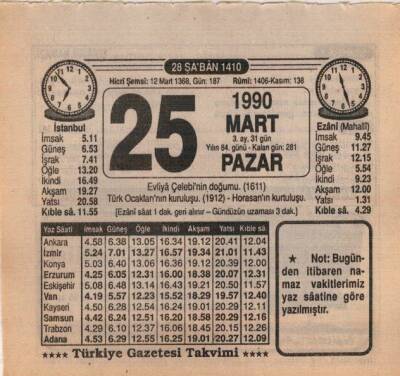 28 ŞA'BAN 1410
Hicrî Şemsî: 12 Mart 1368, Gün: 187 Rûmî: 1406-Kasım: 138
İstanbul
İmsak 5.11
Güneş 6.53
İşrak 7.41
Öğle 13.20
İkindi 16.49
Akşam 19.27
Yatsı 20.58
Kıble sâ. 11.55
25
1990
MART
3. ay, 31 gün
Yılın 84. günü - Kalan gün: 281
PAZAR
Ezânî (Mahallî)
İmsak 9.45
Güneş 11.27
İşrak 12.15
Öğle 5.54
İkindi 9.23
Akşam 12.00
Yatsı 1.31
Kıble sâ. 4.29
Evliyâ Çelebi'nin doğumu. (1611)
Türk Ocakları'nın kuruluşu. (1912) - Horasan'ın kurtuluşu.
[Ezânî sâat 1 dak. geri alınır – Gündüzün uzaması 3 dak.]
Yaz Sâati İmsak Güneş Öğle İkindi Akşam Yatsı Kıble sâ.
Ankara 4.58 6.38 13.05 16.34 19.12 20.41 12.04
İzmir 5.24 7.01 13.27 16.57 19.34 21.01 11.43
Konya 5.03 6.40 13.06 16.36 19.12 20.39 12.00
Erzurum 4.25 6.05 12.31 16.00 18.38 20.07 12.31
Eskişehir 5.08 6.48 13.14 16.43 19.21 20.50 11.57
Van 4.19 5.57 12.23 15.52 18.29 19.57 12.40
Kayseri 4.50 6.28 12.54 16.24 19.01 20.29 12.11
Samsun 4.42 6.24 12.51 16.20 18.58 20.29 12.16
Trabzon 4.29 6.10 12.37 16.06 18.45 20.15 12.26
Adana 4.53 6.29 12.55 16.25 19.01 20.27 12.09
★ Not: Bugün-
den itibaren na-
maz vakitlerimiz
yaz sâatine göre
yazılmıştır.
★★★★ Türkiye Gazetesi Takvimi ★★★★